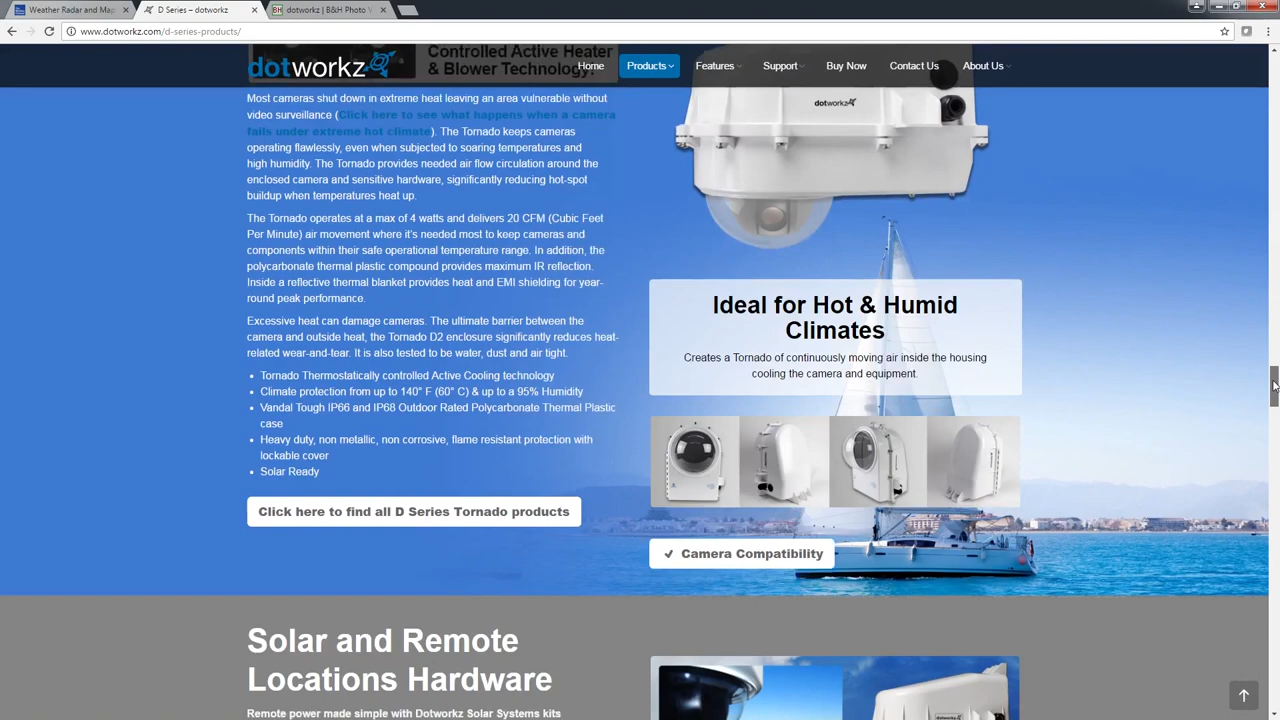 Weather Radar and Map
D Series – dotworkz
dotworkz | B&H Photo V
www.dotworkz.com/d-series-products/
Controlled Active Heater
& Blower Technology!
dotworkz
Home
Products
Features
Support
Buy Now
Contact Us
About Us
Most cameras shut down in extreme heat leaving an area vulnerable without
video surveillance (Click here to see what happens when a camera
fails under extreme hot climate). The Tornado keeps cameras
operating flawlessly, even when subjected to soaring temperatures and
high humidity. The Tornado provides needed air flow circulation around the
enclosed camera and sensitive hardware, significantly reducing hot-spot
buildup when temperatures heat up.
The Tornado operates at a max of 4 watts and delivers 20 CFM (Cubic Feet
Per Minute) air movement where it's needed most to keep cameras and
components within their safe operational temperature range. In addition, the
polycarbonate thermal plastic compound provides maximum IR reflection.
Inside a reflective thermal blanket provides heat and EMI shielding for year-
round peak performance.
Excessive heat can damage cameras. The ultimate barrier between the
camera and outside heat, the Tornado D2 enclosure significantly reduces heat-
related wear-and-tear. It is also tested to be water, dust and air tight.
• Tornado Thermostatically controlled Active Cooling technology
• Climate protection from up to 140° F (60° C) & up to a 95% Humidity
• Vandal Tough IP66 and IP68 Outdoor Rated Polycarbonate Thermal Plastic
case
• Heavy duty, non metallic, non corrosive, flame resistant protection with
lockable cover
• Solar Ready
Click here to find all D Series Tornado products
dotworkz
Ideal for Hot & Humid
Climates
Creates a Tornado of continuously moving air inside the housing
cooling the camera and equipment.
✓ Camera Compatibility
Solar and Remote
Locations Hardware
Remote power made simple with Dotworkz Solar Systems kits
dotworkz